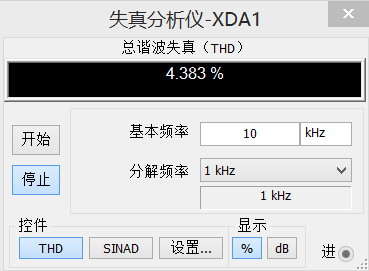 失真分析仪-XDA1
总谐波失真（THD）
4.383 %
开始
停止
基本频率 10 kHz
分解频率 1 kHz
1 kHz
控件 显示
THD SINAD 设置... % dB 进